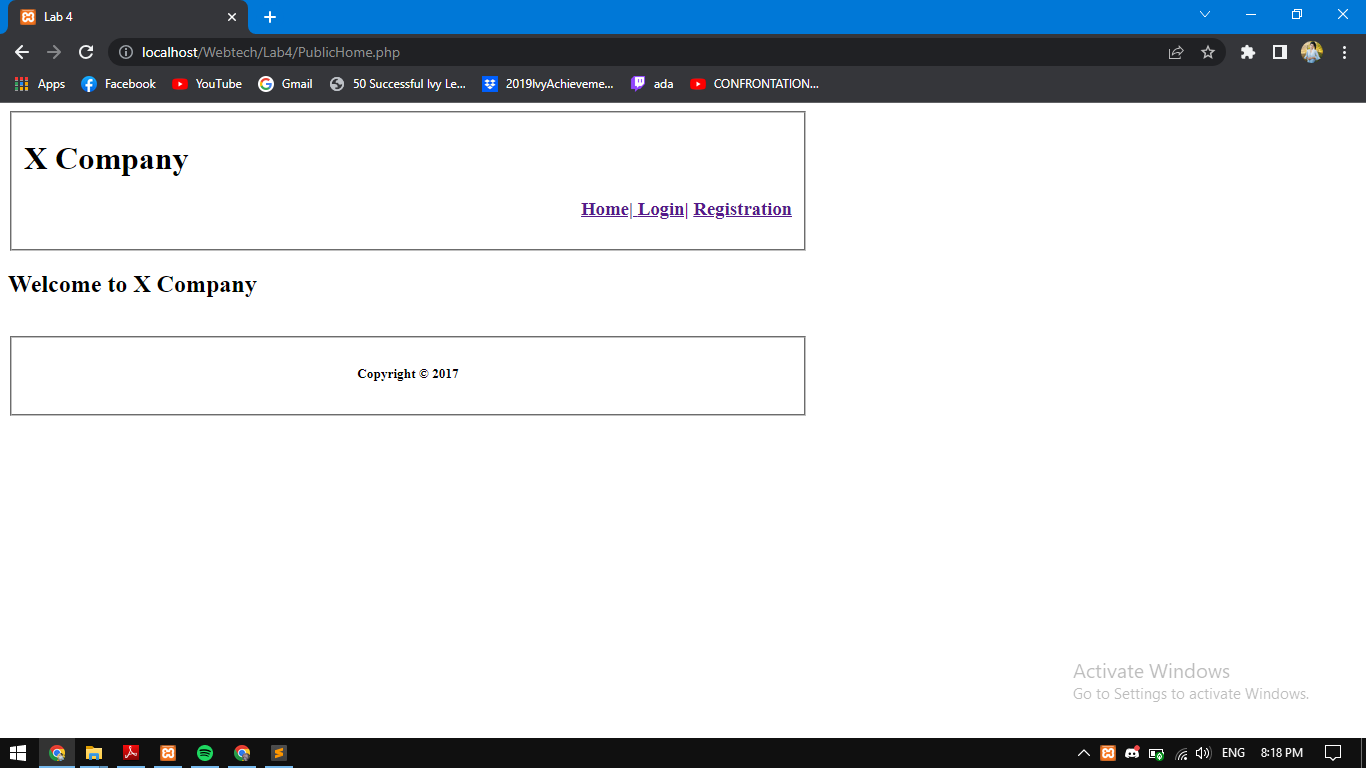 Lab 4
localhost/Webtech/Lab4/PublicHome.php
Apps Facebook YouTube Gmail 50 Successful Ivy Le... 2019IvyAchieveme... ada CONFRONTATION...
X Company
Home| Login| Registration
Welcome to X Company
Copyright © 2017
Activate Windows
Go to Settings to activate Windows.
ENG 8:18 PM